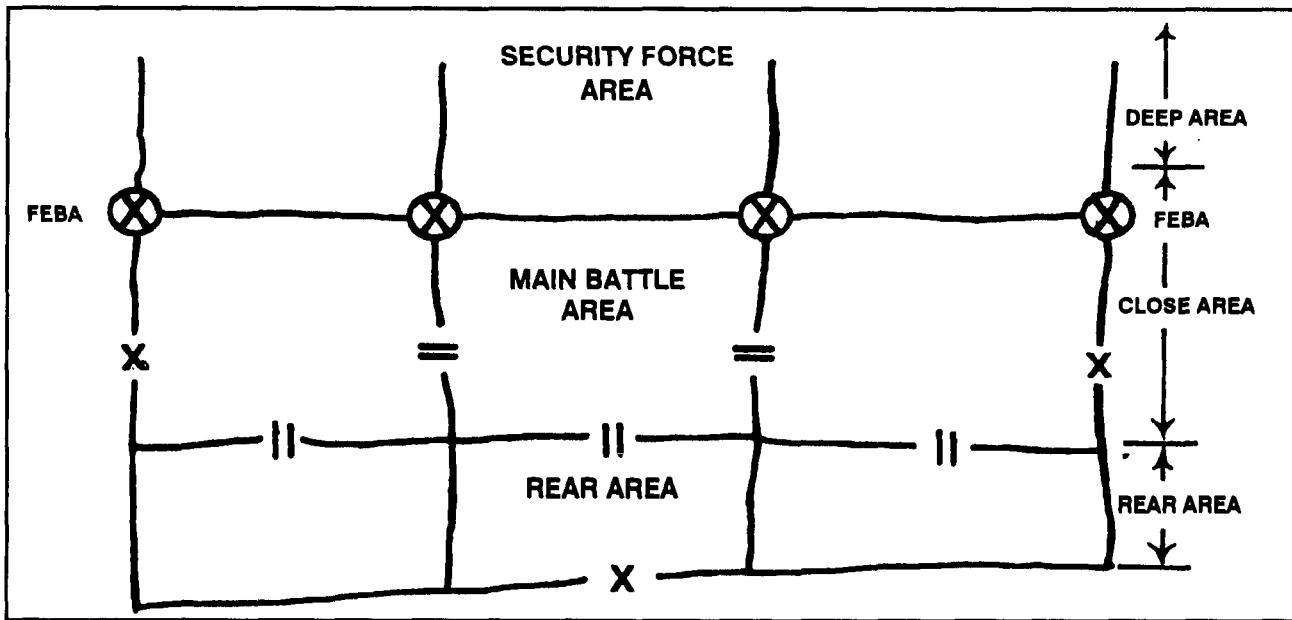 SECURITY FORCE
AREA
DEEP AREA
FEBA
FEBA
MAIN BATTLE
AREA
CLOSE AREA
X
X
REAR AREA
REAR AREA
X